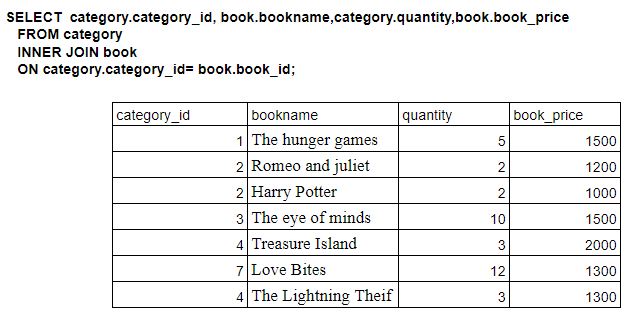 SELECT category.category_id, book.bookname,category.quantity,book.book_price
FROM category
INNER JOIN book
ON category.category_id= book.book_id;
category_id bookname quantity book_price
1 The hunger games 5 1500
2 Romeo and juliet 2 1200
2 Harry Potter 2 1000
3 The eye of minds 10 1500
4 Treasure Island 3 2000
7 Love Bites 12 1300
4 The Lightning Theif 3 1300